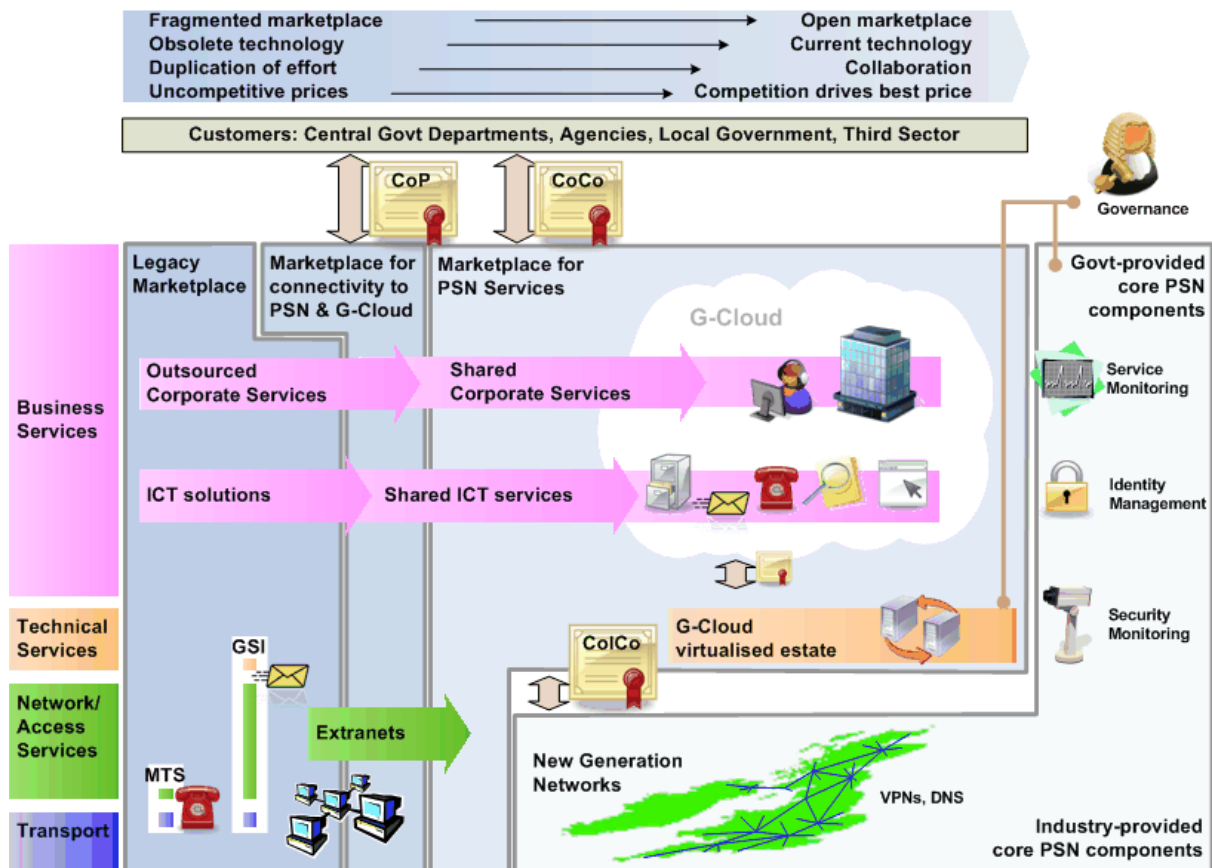 Fragmented marketplace
Open marketplace
Obsolete technology
Current technology
Duplication of effort
Collaboration
Uncompetitive prices
Competition drives best price
Customers: Central Govt Departments, Agencies, Local Government, Third Sector
CoP
CoCo
Governance
Legacy
Marketplace
Marketplace for
connectivity to
PSN & G-Cloud
Marketplace for
PSN Services
Govt-provided
core PSN
components
G-Cloud
Business
Services
Outsourced
Corporate Services
Shared
Corporate Services
Service
Monitoring
ICT solutions
Shared ICT services
Identity
Management
Technical
Services
GSI
CoICo
G-Cloud
virtualised estate
Security
Monitoring
Network/
Access
Services
Extranets
MTS
New Generation
Networks
VPNs, DNS
Transport
Industry-provided
core PSN components